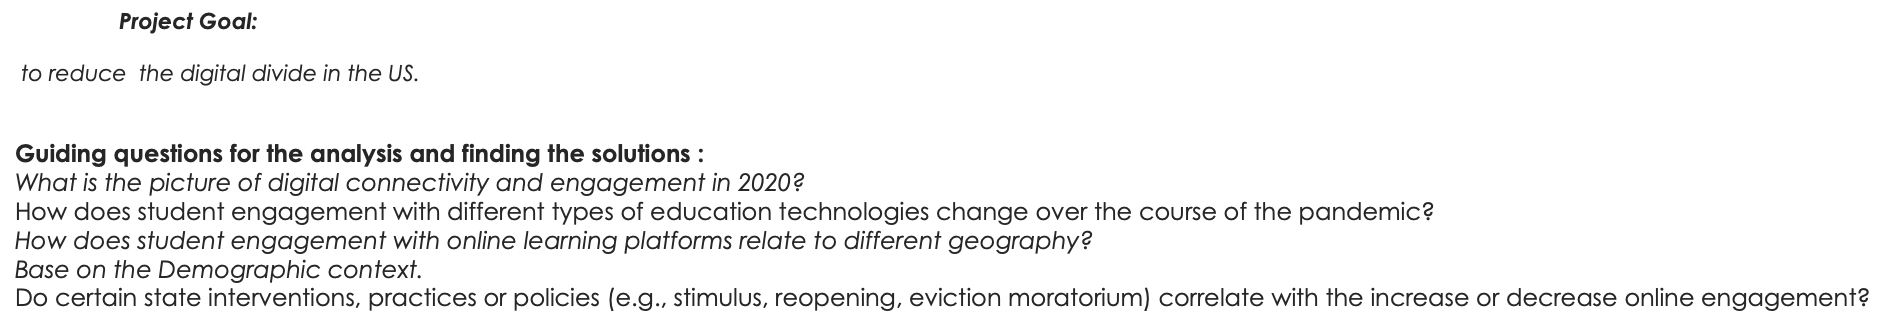 Project Goal:
to reduce  the digital divide in the US.
Guiding questions for the analysis and finding the solutions :
What is the picture of digital connectivity and engagement in 2020?
How does student engagement with different types of education technologies change over the course of the pandemic?
How does student engagement with online learning platforms relate to different geography?
Base on the Demographic context.
Do certain state interventions, practices or policies (e.g., stimulus, reopening, eviction moratorium) correlate with the increase or decrease online engagement?